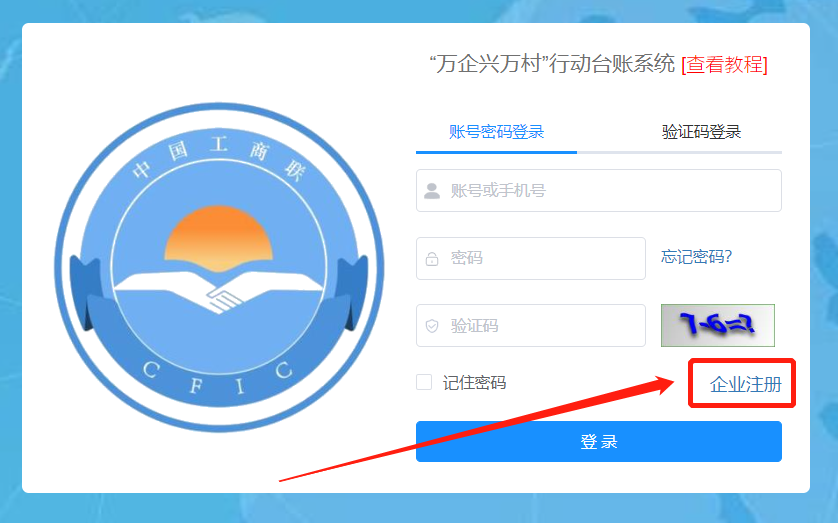 “万企兴万村”行动台账系统 [查看教程]
账号密码登录 验证码登录
中国工商联
账号或手机号
密码 忘记密码?
验证码 7-6=?
CFIC
记住密码 企业注册
登录